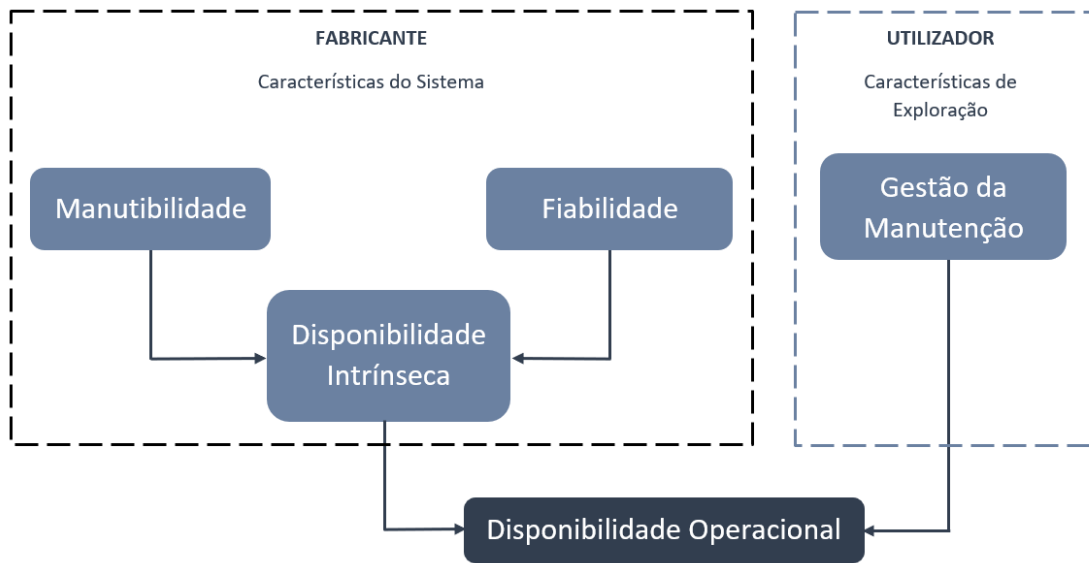 FABRICANTE
Características do Sistema
Manutibilidade
Fiabilidade
Disponibilidade
Intrínseca
UTILIZADOR
Características de
Exploração
Gestão da
Manutenção
Disponibilidade Operacional